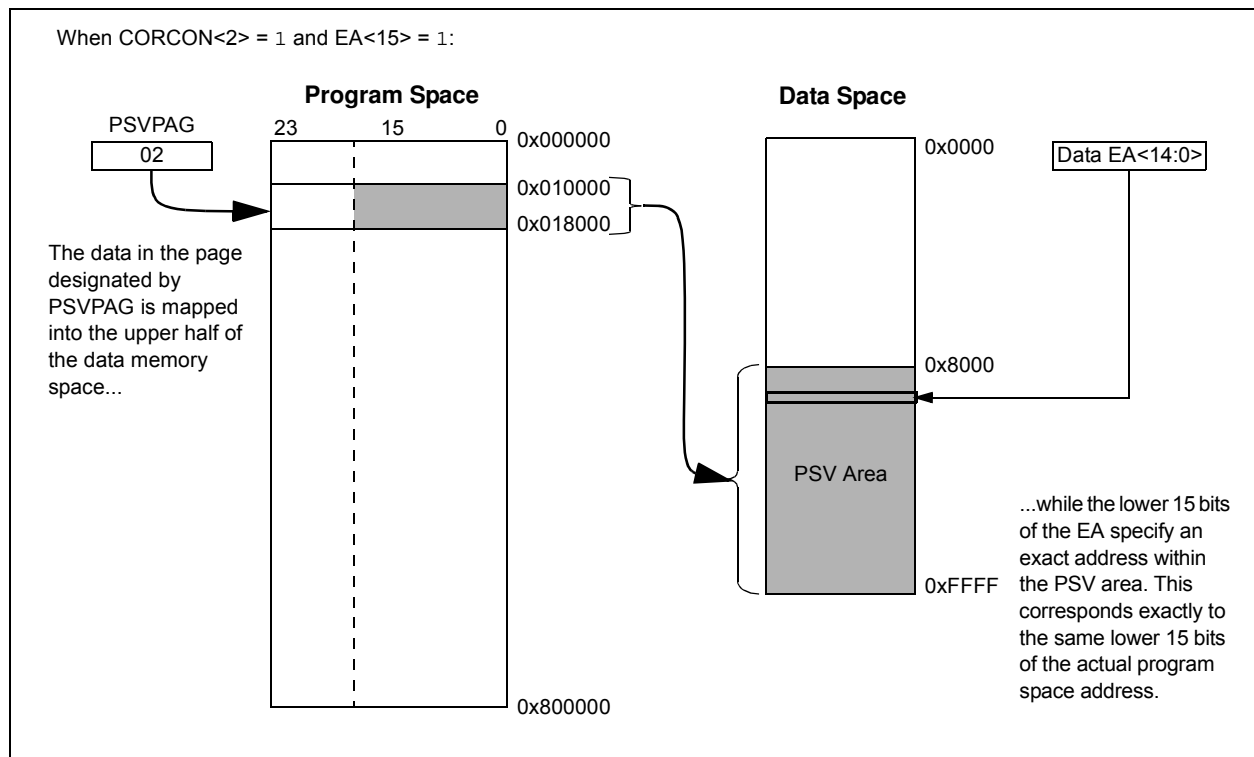 When CORCON<2> = 1 and EA<15> = 1:
Program Space
Data Space
PSVPAG
02
23 15 0
0x000000
0x010000
0x018000
0x800000
The data in the page
designated by
PSVPAG is mapped
into the upper half of
the data memory
space...
0x0000
0x8000
0xFFFF
PSV Area
Data EA<14:0>
...while the lower 15 bits
of the EA specify an
exact address within
the PSV area. This
corresponds exactly to
the same lower 15 bits
of the actual program
space address.